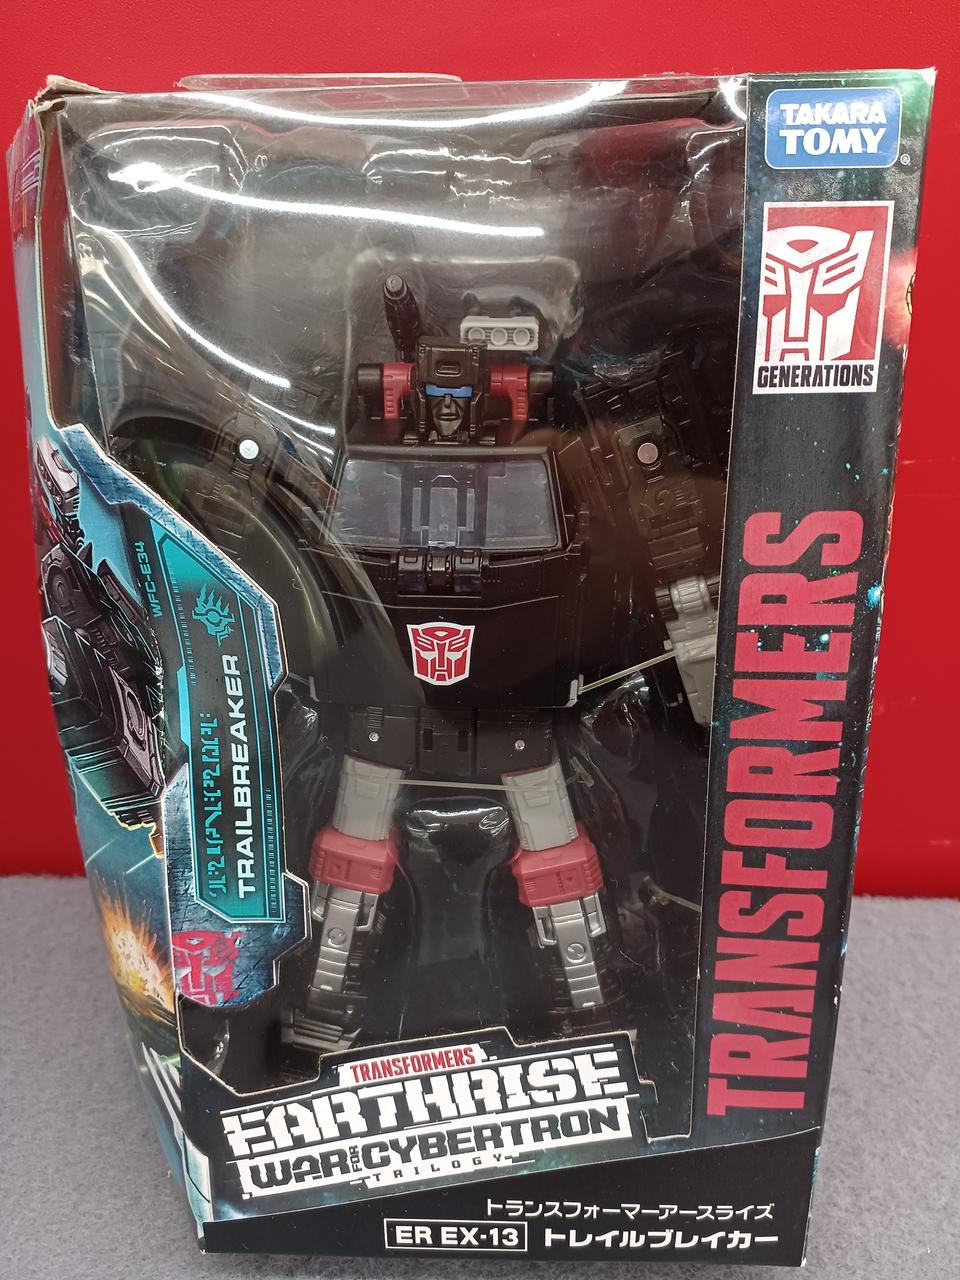 TAKARA
TOMY
®
GENERATIONS
TRANSFORMERS
WFC-E34
TRAILBREAKER
TRANSFORMERS
EARTHRISE
WAR FOR CYBERTRON
TRILOGY
トランスフォーマーアースライズ
ER EX-13 トレイルブレイカー